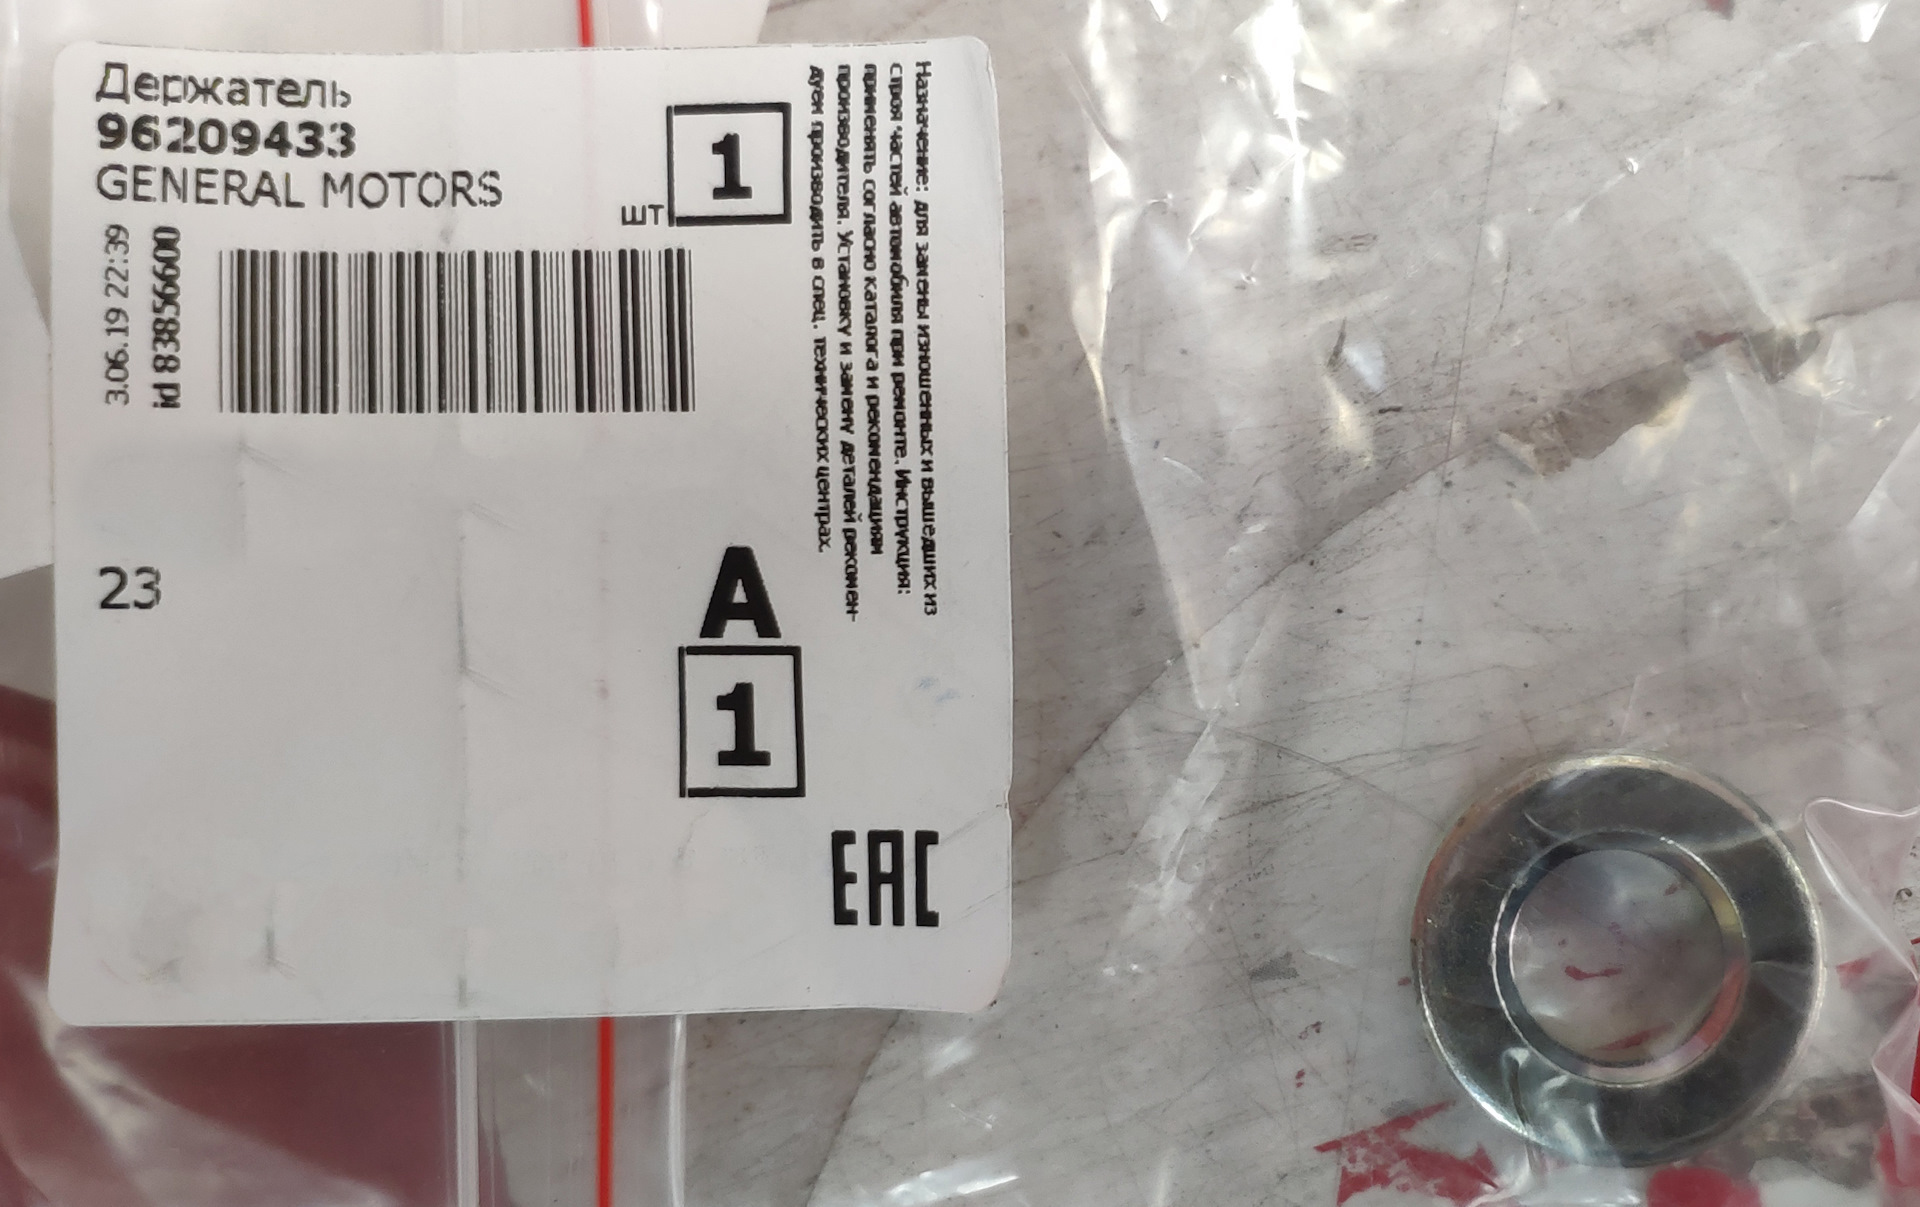 Держатель
96209433
GENERAL MOTORS
шт
1
3.06.19 22:39
id 83856600
Назначение: для замены изношенных и вышедших из
строя частей автомобиля при ремонте. Инструкция:
применять согласно каталога и рекомендациям
производителя. Установку и замену деталей рекомен-
дуем производить в спец. технических центрах.
23
A
1
EAC